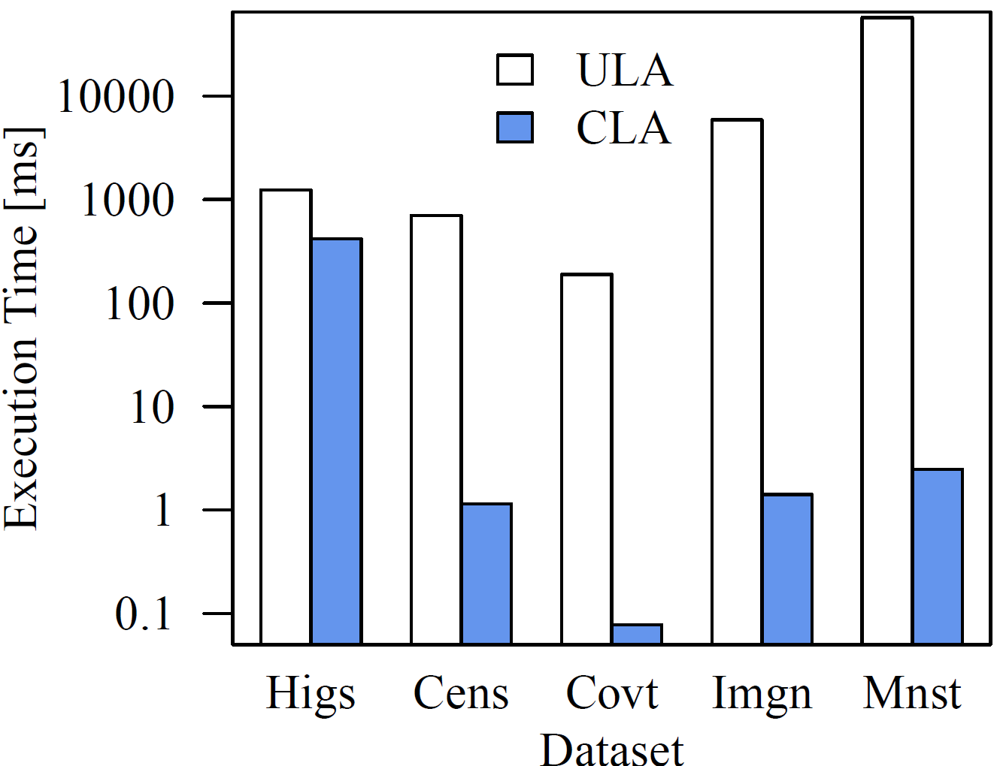 ULA
CLA
Execution Time [ms]
10000
1000
100
10
1
0.1
Higs Cens Covt Imgn Mnst
Dataset